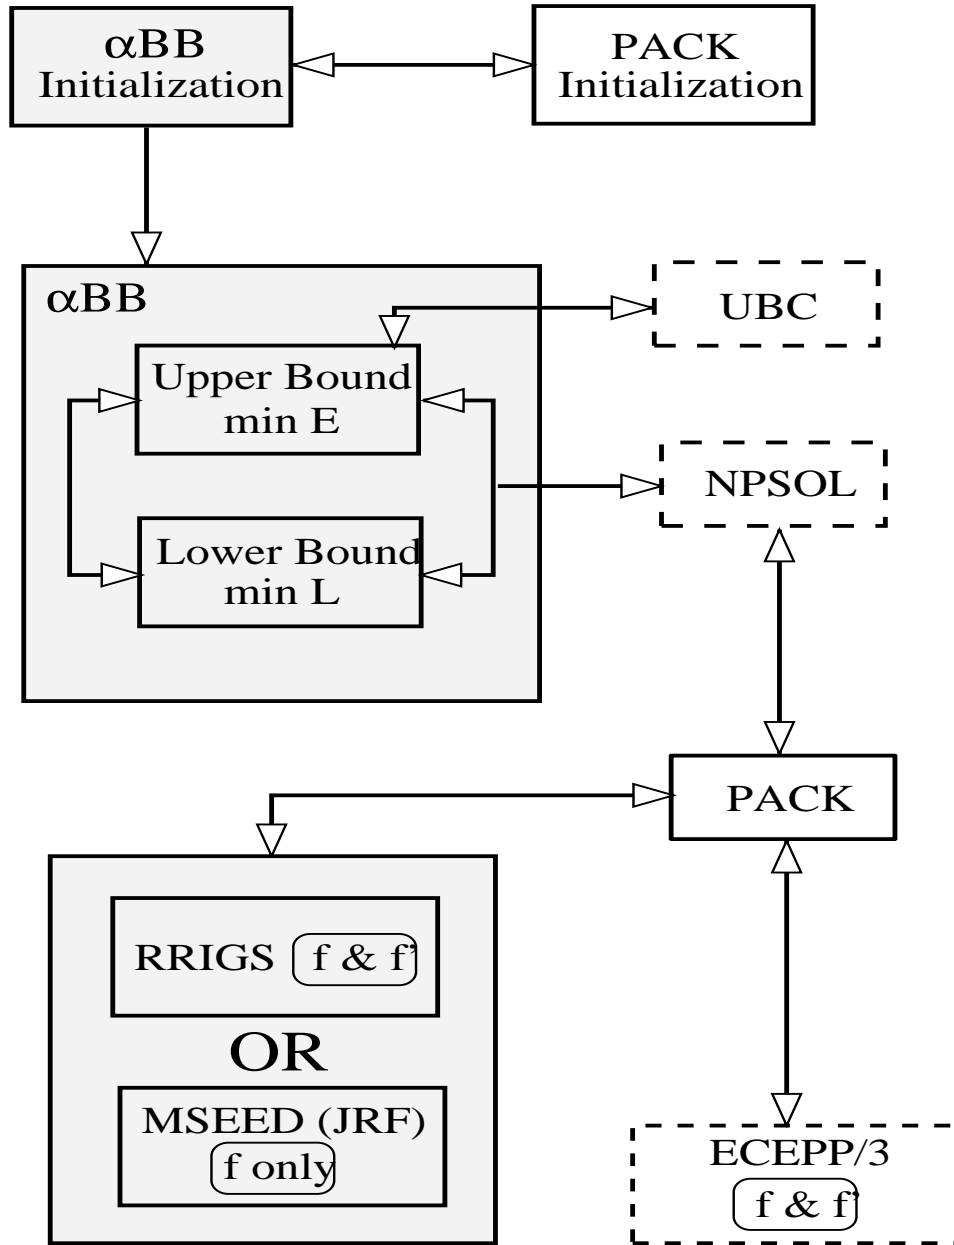 αBB
Initialization
PACK
Initialization
αBB
UBC
Upper Bound
min E
NPSOL
Lower Bound
min L
PACK
RRIGS f & f'
OR
MSEED (JRF)
f only
ECEPP/3
f & f'